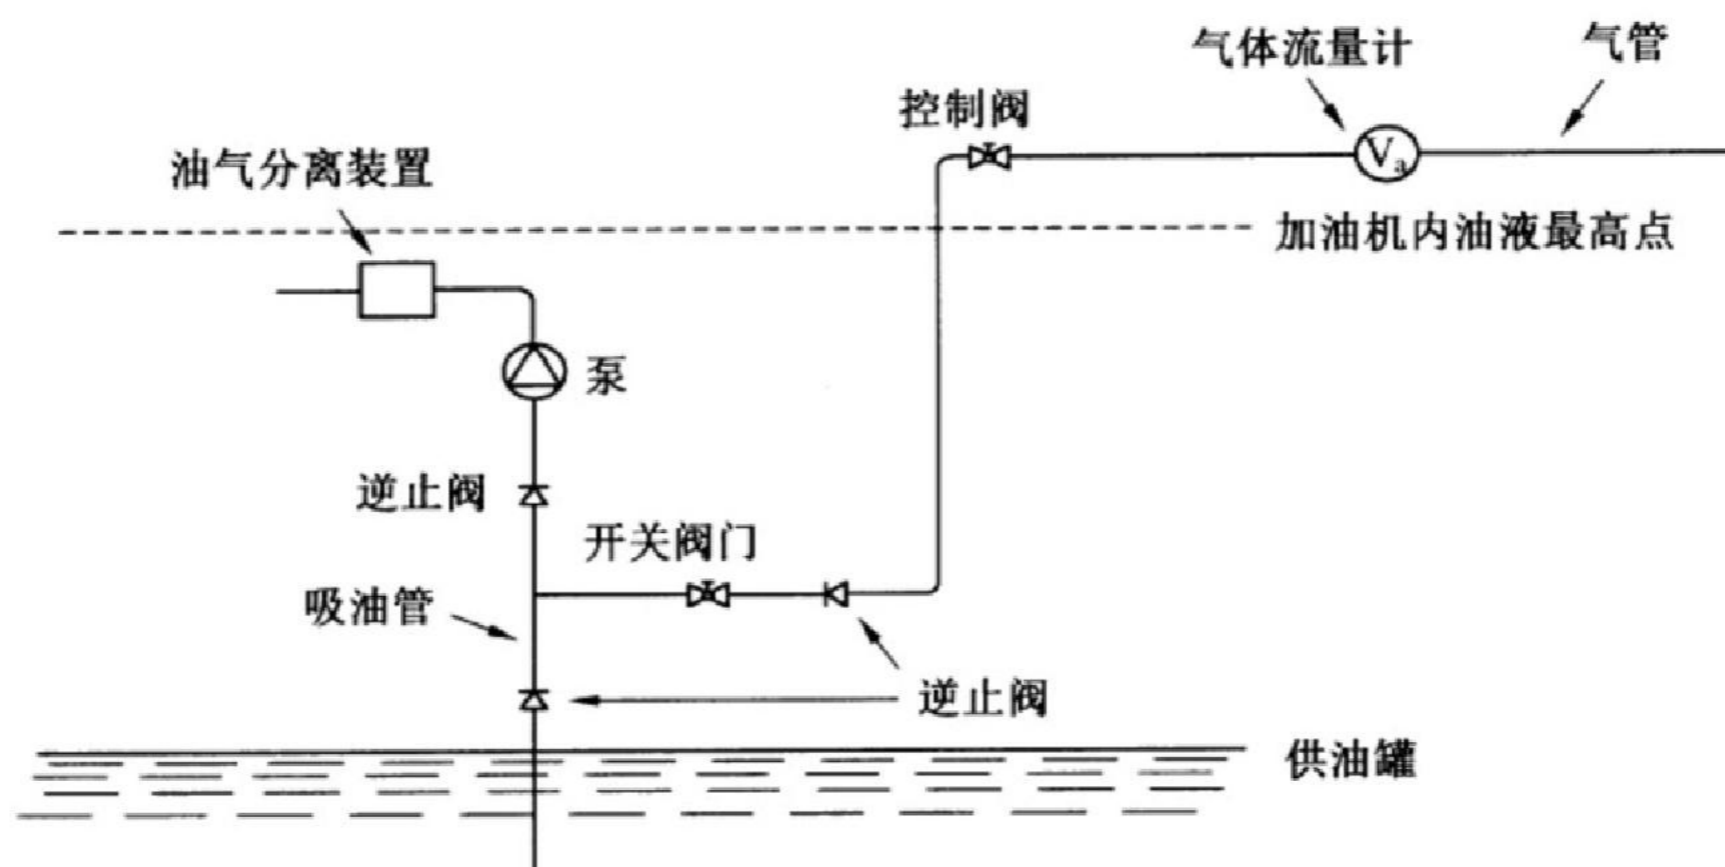 气体流量计
气管
控制阀
油气分离装置
Va
加油机内油液最高点
泵
逆止阀
开关阀门
吸油管
逆止阀
供油罐